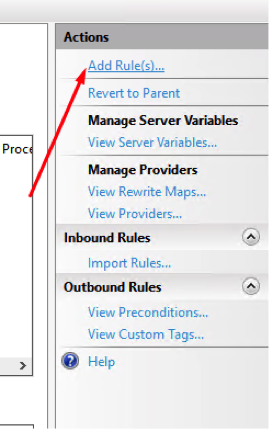 Actions
Add Rule(s)...
Revert to Parent
Manage Server Variables
View Server Variables...
Manage Providers
View Rewrite Maps...
View Providers...
Inbound Rules
Import Rules...
Outbound Rules
View Preconditions...
View Custom Tags...
Help